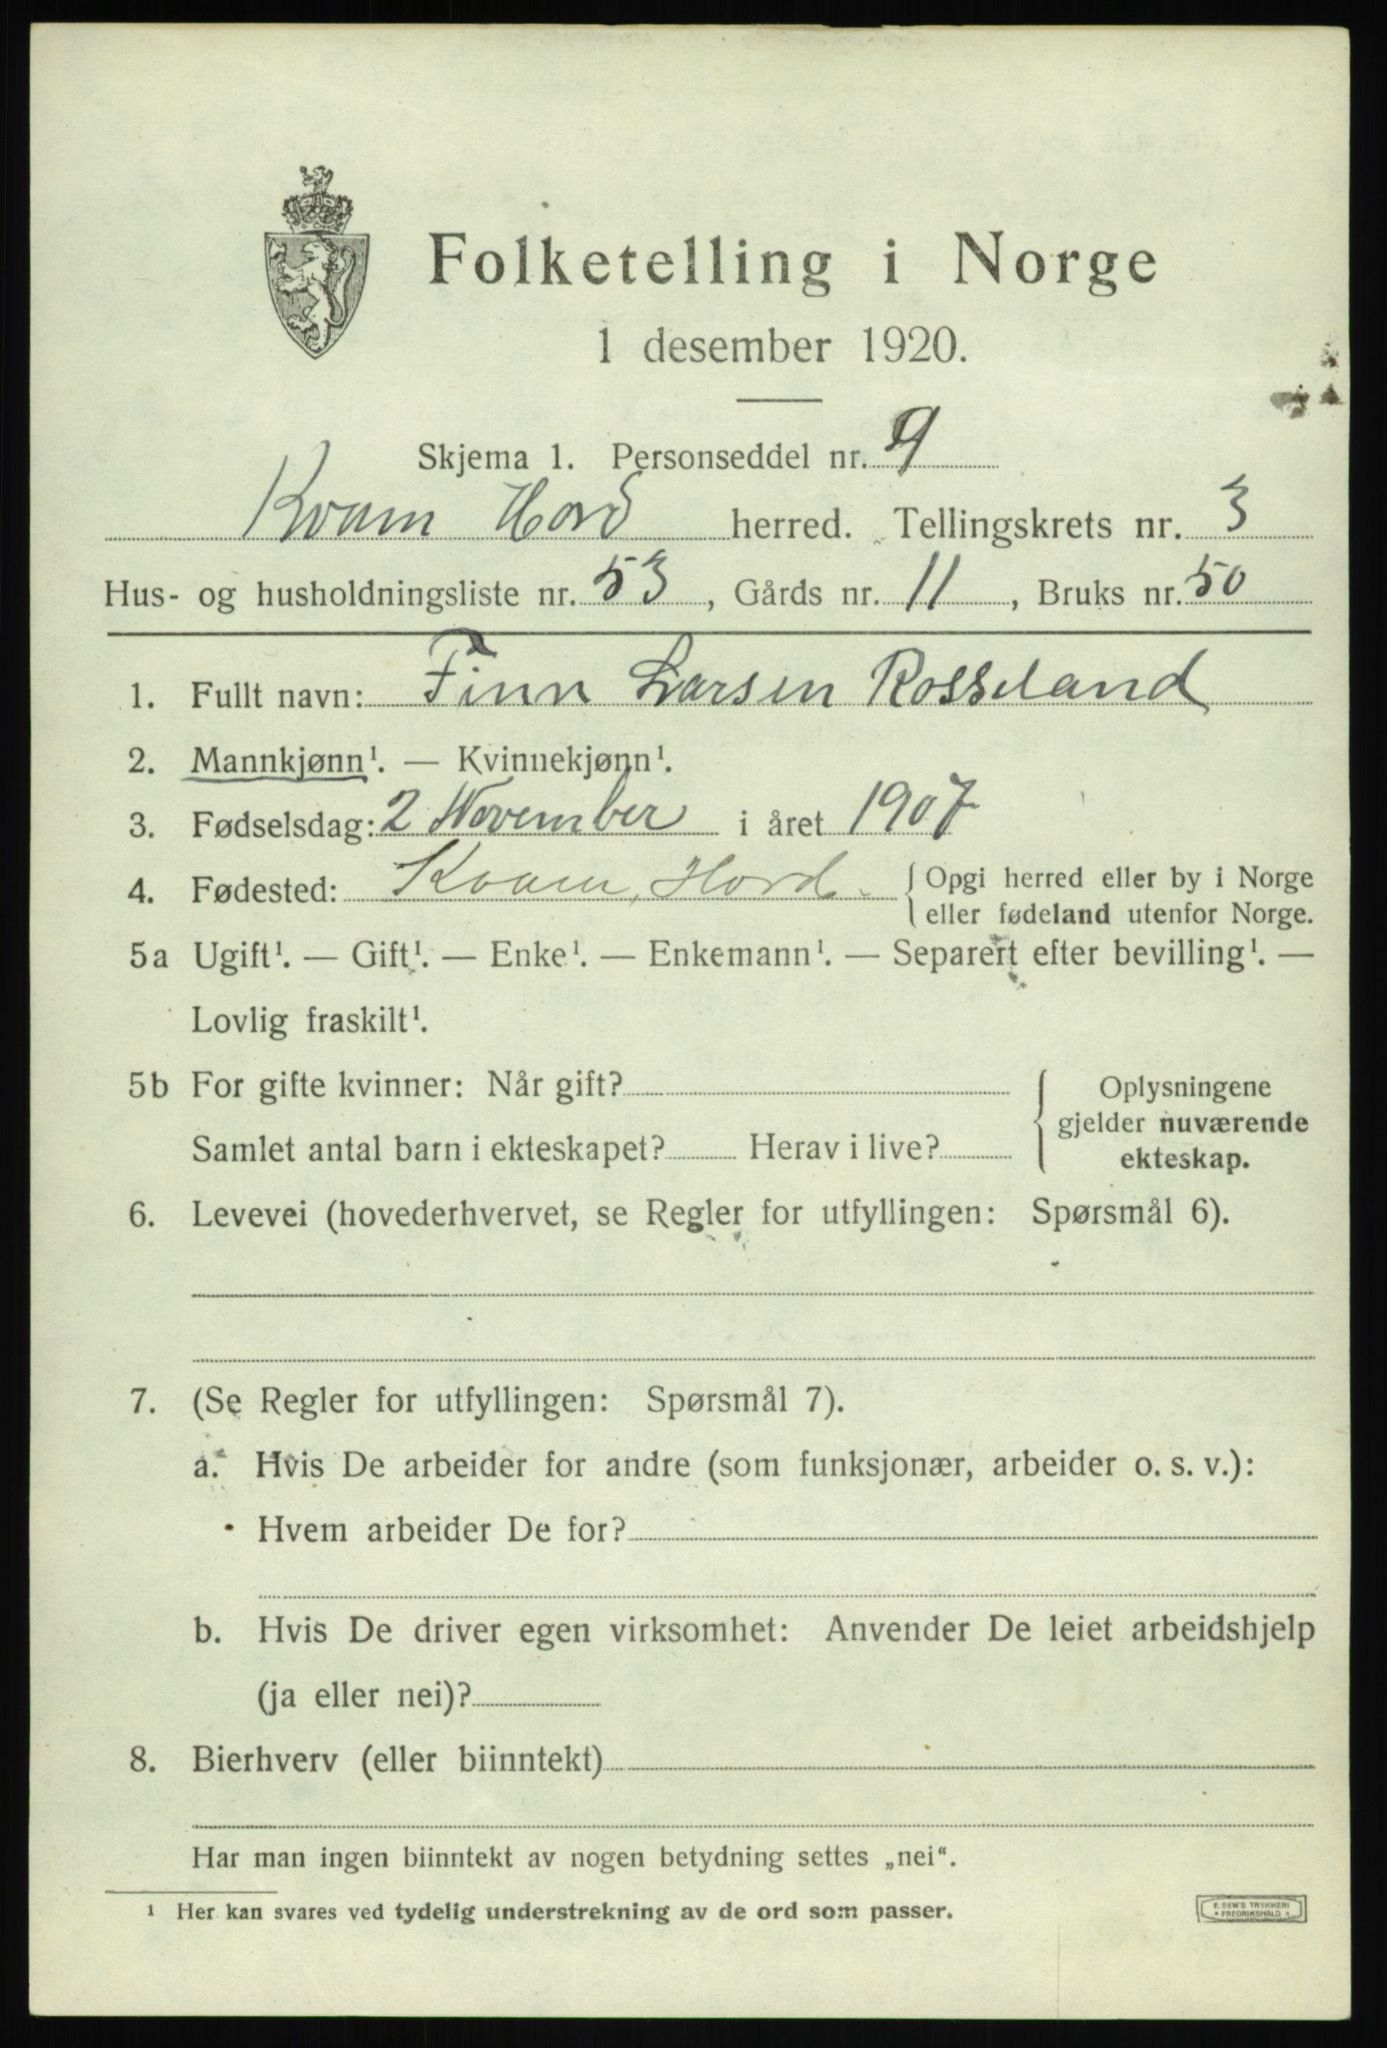 Folketelling i Norge
1 desember 1920.
Skjema 1. Personseddel nr. 9
Kvam Hord herred. Tellingskrets nr. 3
Hus- og husholdningsliste nr. 53, Gårds nr. 11, Bruks nr. 50
1. Fullt navn: Finn Larsen Rosseland
2. Mannkjønn¹. — Kvinnekjønn¹.
3. Fødselsdag: 2 November i året 1907
4. Fødested: Kvam, Hord. { Opgi herred eller by i Norge
eller fødeland utenfor Norge.
5a Ugift¹. — Gift¹. — Enke¹. — Enkemann¹. — Separert efter bevilling¹. —
Lovlig fraskilt¹.
5b For gifte kvinner: Når gift? { Oplysningene
gjelder nuværende
Samlet antal barn i ekteskapet? Herav i live? ekteskap.
6. Levevei (hovederhvervet, se Regler for utfyllingen: Spørsmål 6).
7. (Se Regler for utfyllingen: Spørsmål 7).
a. Hvis De arbeider for andre (som funksjonær, arbeider o. s. v.):
Hvem arbeider De for?
b. Hvis De driver egen virksomhet: Anvender De leiet arbeidshjelp
(ja eller nei)?
8. Bierhverv (eller biinntekt)
Har man ingen biinntekt av nogen betydning settes „nei“.
¹ Her kan svares ved tydelig understrekning av de ord som passer.
E. SEM'S TRYKKERI
• FREDRIKSHALD •